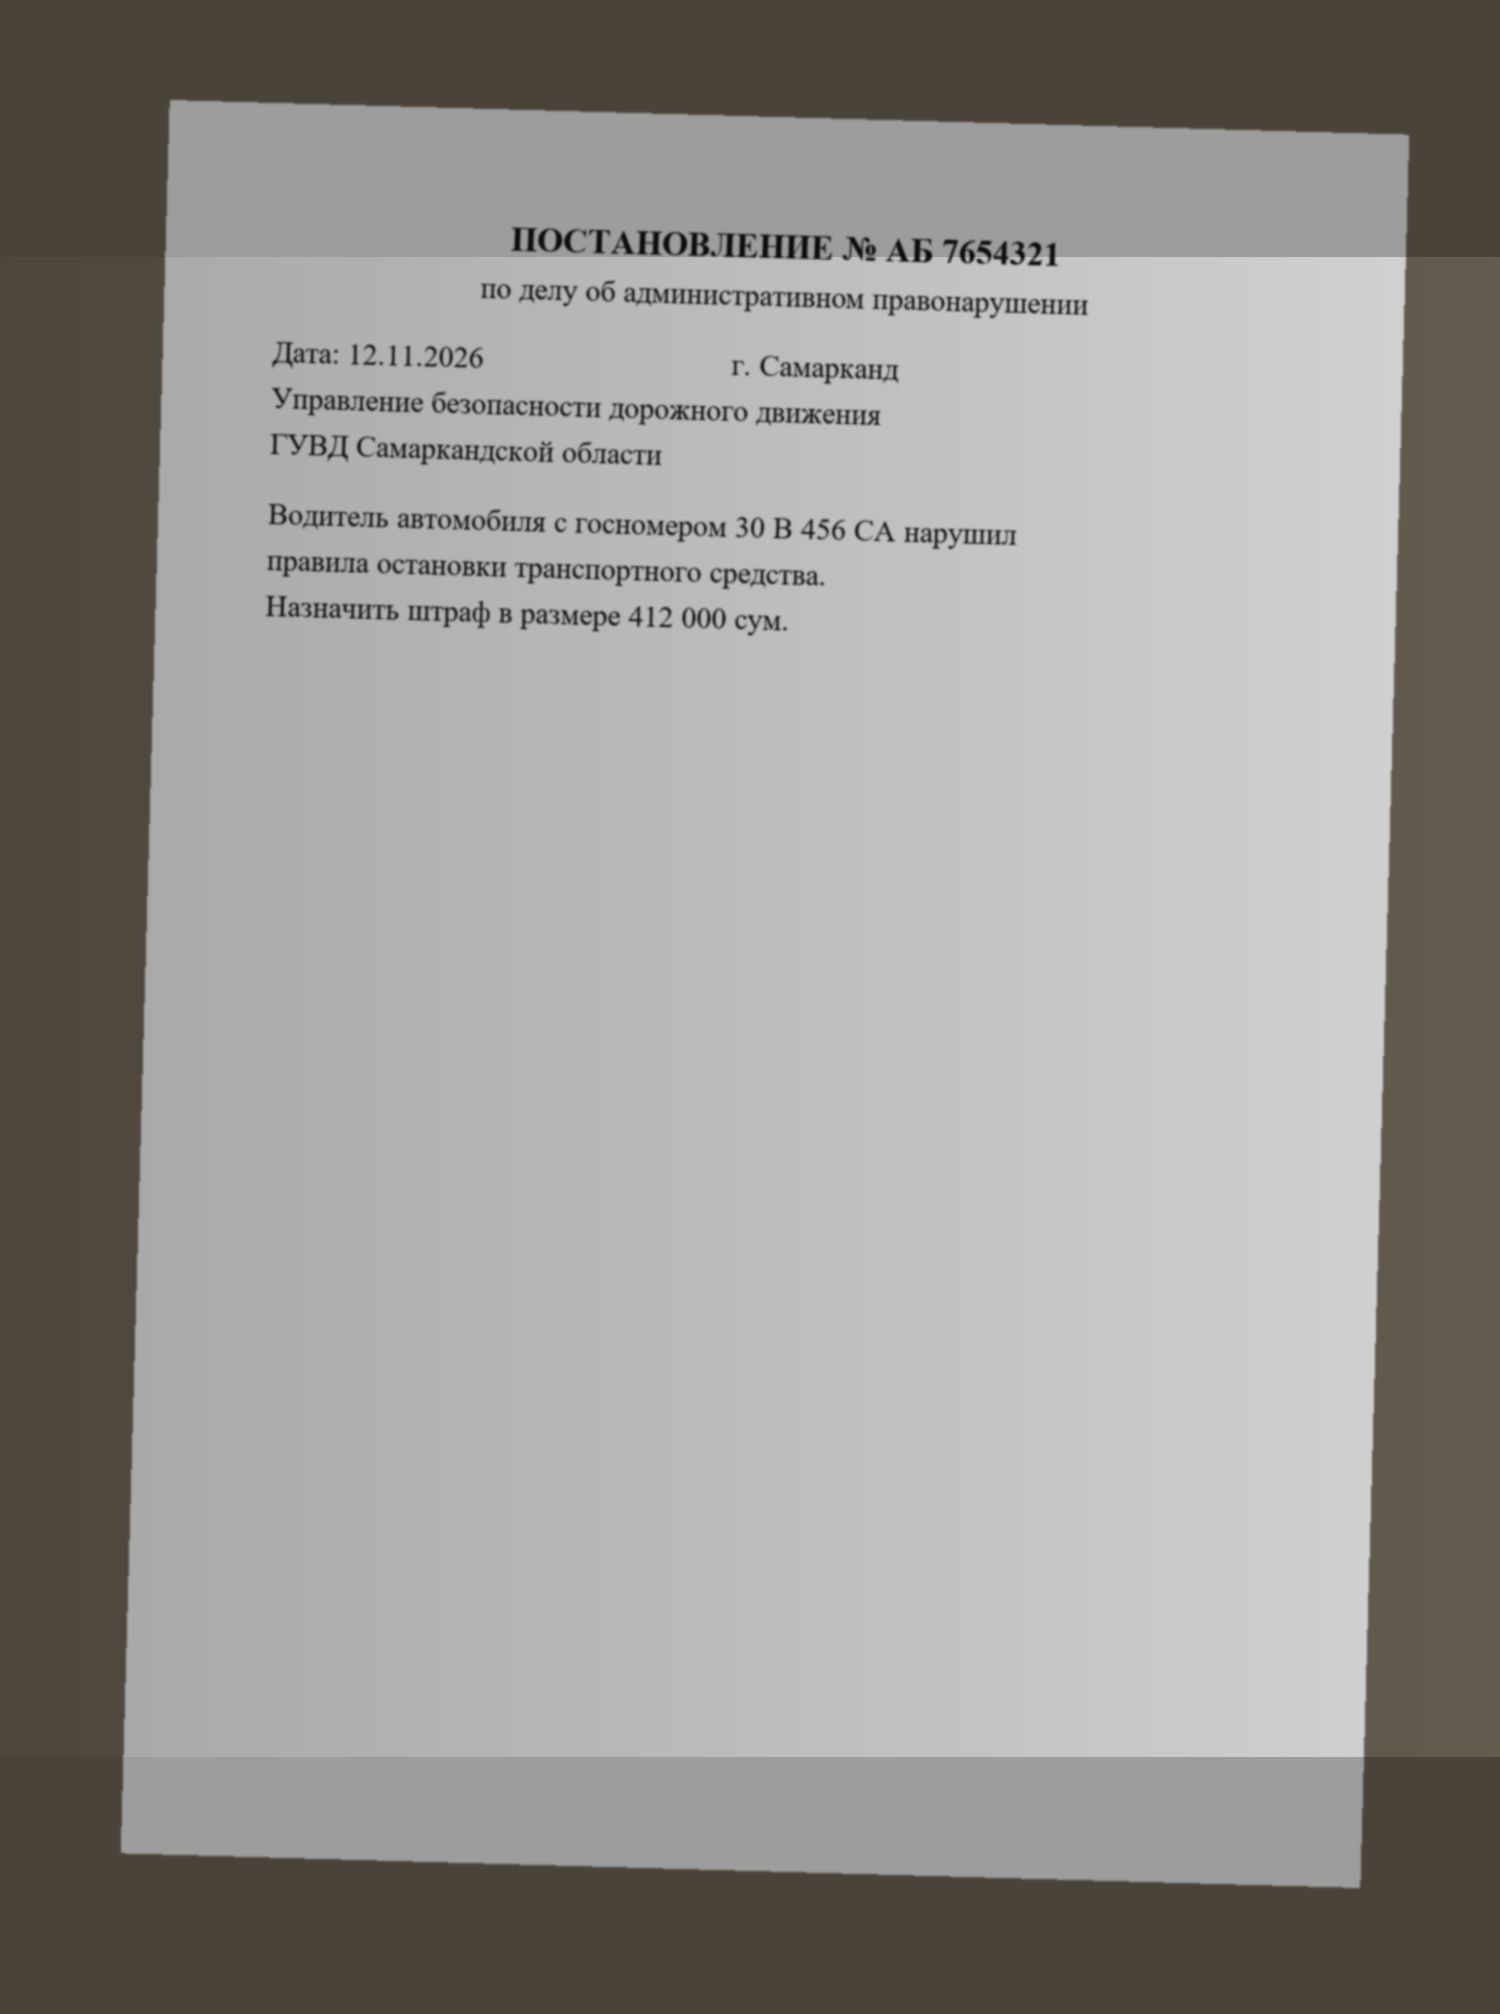 ПОСТАНОВЛЕНИЕ № АБ 7654321
по делу об административном правонарушении
Дата: 12.11.2026 г. Самарканд
Управление безопасности дорожного движения
ГУВД Самаркандской области
Водитель автомобиля с госномером 30 В 456 СА нарушил
правила остановки транспортного средства.
Назначить штраф в размере 412 000 сум.